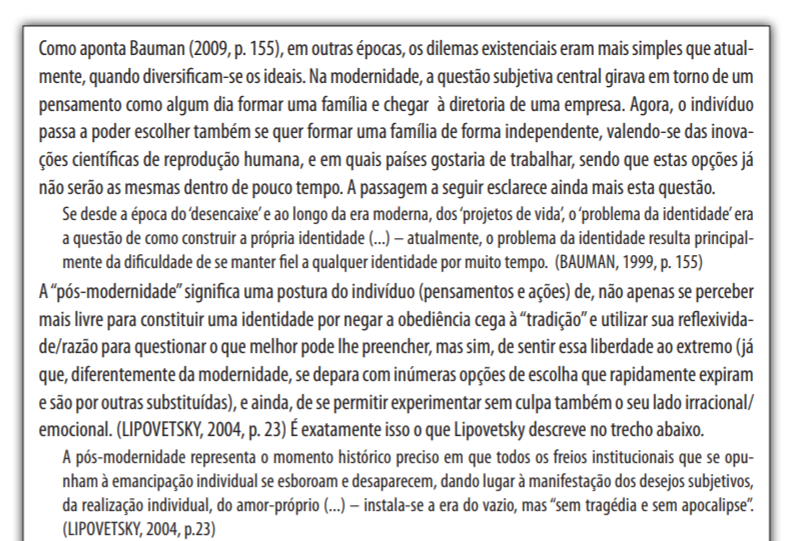 Como aponta Bauman (2009, p. 155), em outras épocas, os dilemas existenciais eram mais simples que atual-
mente, quando diversificam-se os ideais. Na modernidade, a questão subjetiva central girava em torno de um
pensamento como algum dia formar uma família e chegar à diretoria de uma empresa. Agora, o indivíduo
passa a poder escolher também se quer formar uma família de forma independente, valendo-se das inova-
ções científicas de reprodução humana, e em quais países gostaria de trabalhar, sendo que estas opções já
não serão as mesmas dentro de pouco tempo. A passagem a seguir esclarece ainda mais esta questão.
Se desde a época do 'desencaixe' e ao longo da era moderna, dos 'projetos de vida', o 'problema da identidade' era
a questão de como construir a própria identidade (...) – atualmente, o problema da identidade resulta principal-
mente da dificuldade de se manter fiel a qualquer identidade por muito tempo. (BAUMAN, 1999, p. 155)
A "pós-modernidade" significa uma postura do indivíduo (pensamentos e ações) de, não apenas se perceber
mais livre para constituir uma identidade por negar a obediência cega à "tradição" e utilizar sua reflexivida-
de/razão para questionar o que melhor pode lhe preencher, mas sim, de sentir essa liberdade ao extremo (já
que, diferentemente da modernidade, se depara com inúmeras opções de escolha que rapidamente expiram
e são por outras substituídas), e ainda, de se permitir experimentar sem culpa também o seu lado irracional/
emocional. (LIPOVETSKY, 2004, p. 23) É exatamente isso o que Lipovetsky descreve no trecho abaixo.
A pós-modernidade representa o momento histórico preciso em que todos os freios institucionais que se opu-
nham à emancipação individual se esboroam e desaparecem, dando lugar à manifestação dos desejos subjetivos,
da realização individual, do amor-próprio (...) – instala-se a era do vazio, mas "sem tragédia e sem apocalipse".
(LIPOVETSKY, 2004, p.23)